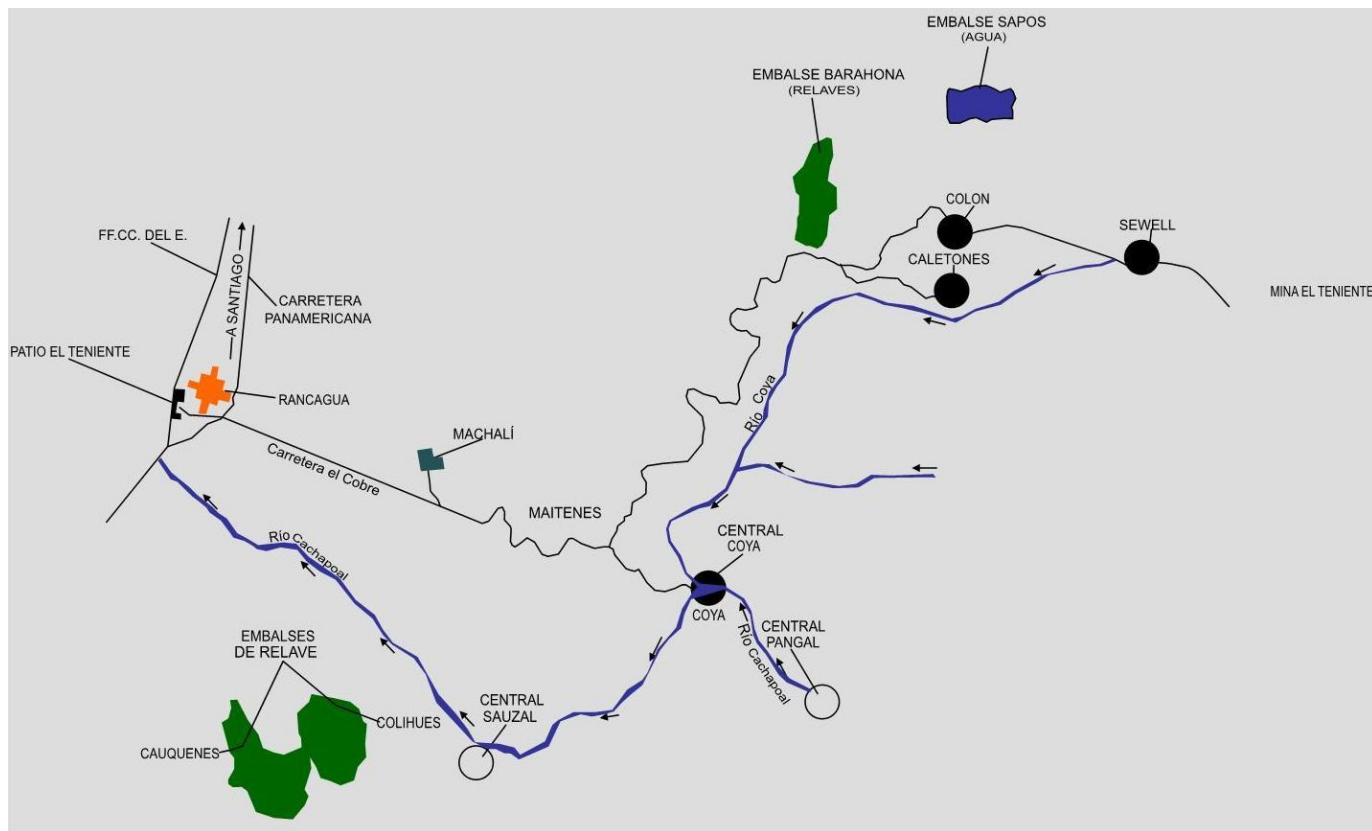 EMBALSE SAPOS
(AGUA)
EMBALSE BARAHONA
(RELAVES)
COLON
SEWELL
CALETONES
MINA EL TENIENTE
FF.CC. DEL E.
A SANTIAGO
CARRETERA
PANAMERICANA
PATIO EL TENIENTE
RANCAGUA
MACHALÍ
Carretera el Cobre
Río Coya
MAITENES
CENTRAL
COYA
Río Cachapoal
COYA
Río Cachapoal
CENTRAL
PANGAL
EMBALSES
DE RELAVE
CENTRAL
SAUZAL
COLIHUES
CAUQUENES